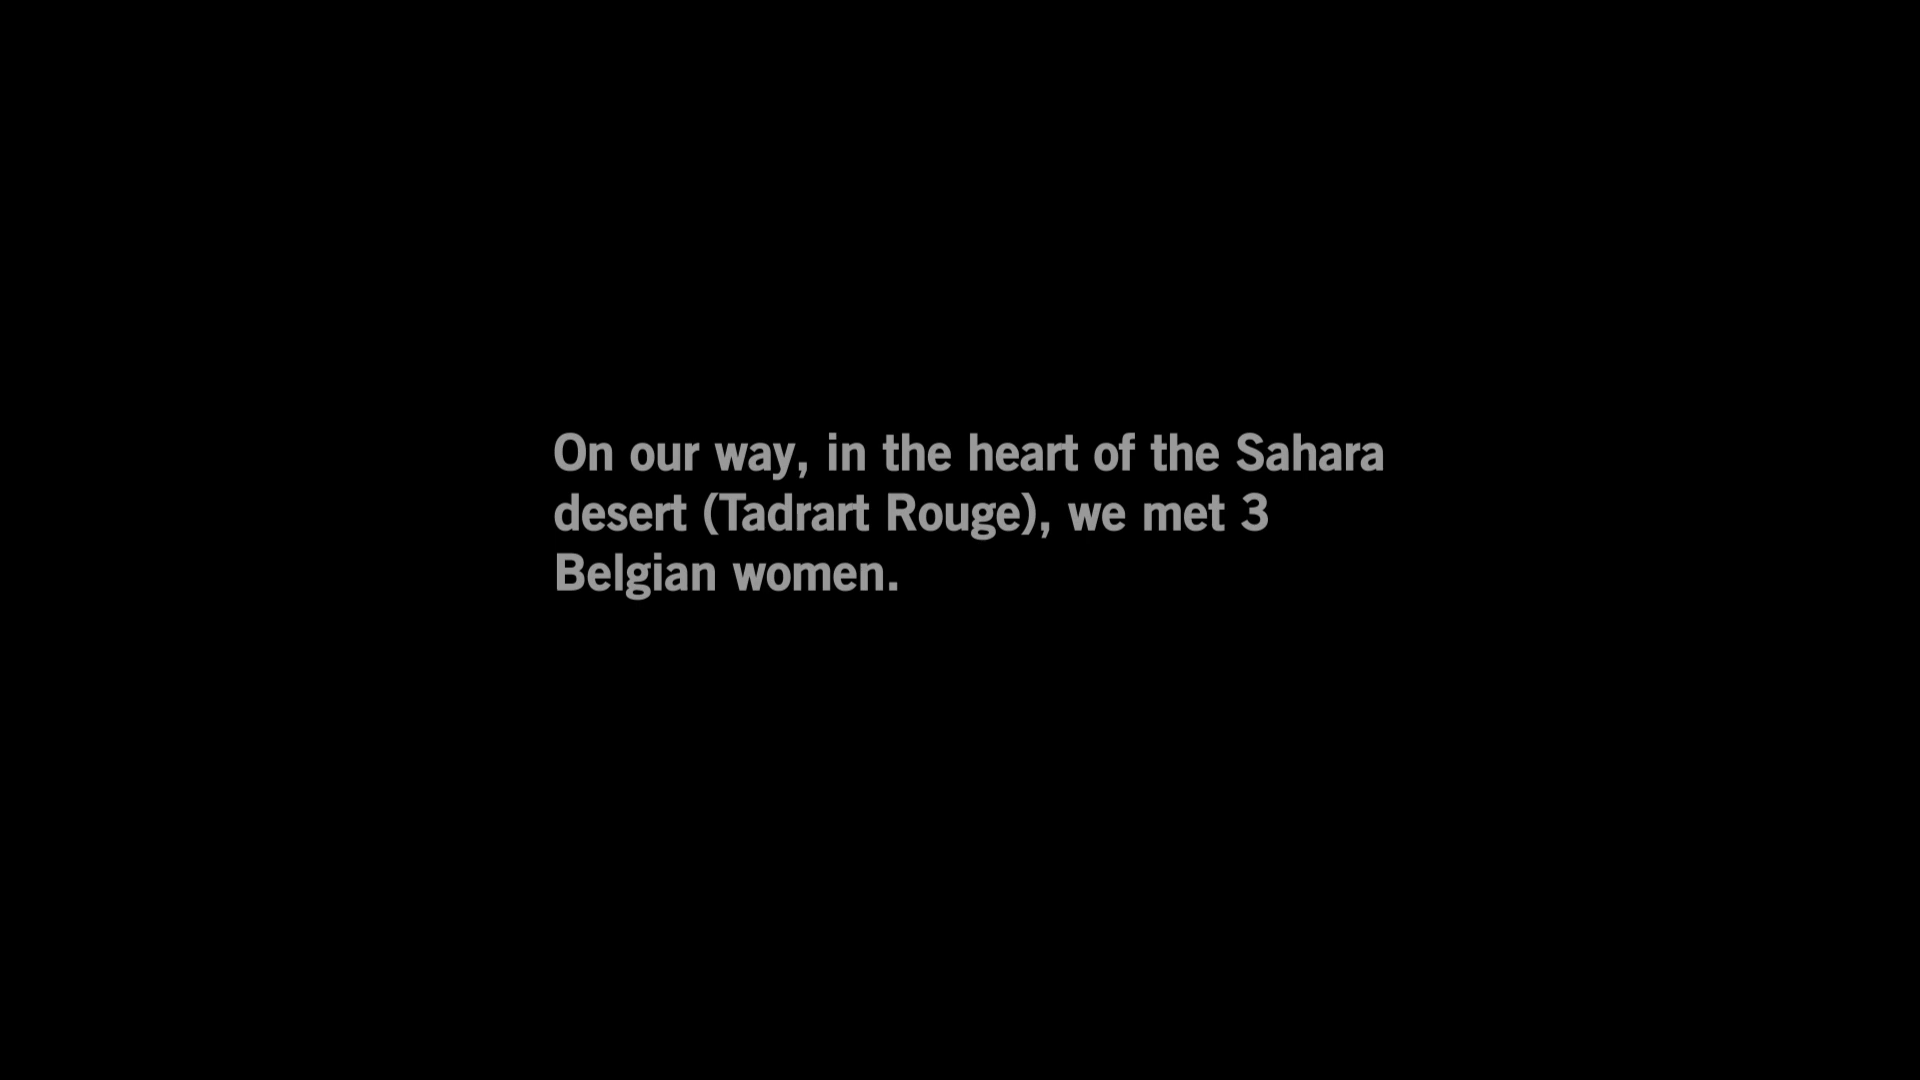 On our way, in the heart of the Sahara
desert (Tadrart Rouge), we met 3
Belgian women.